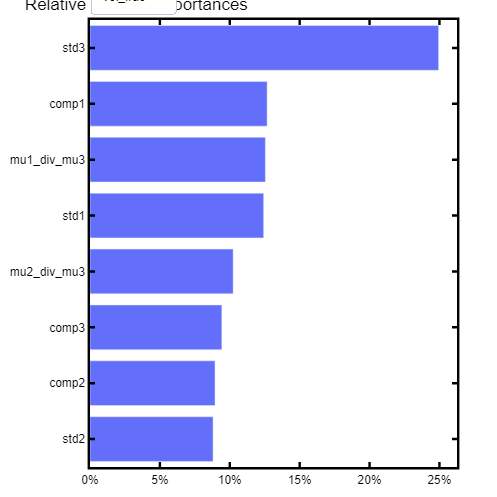 Relative portances
std3
comp1
mu1_div_mu3
std1
mu2_div_mu3
comp3
comp2
std2
0% 5% 10% 15% 20% 25%